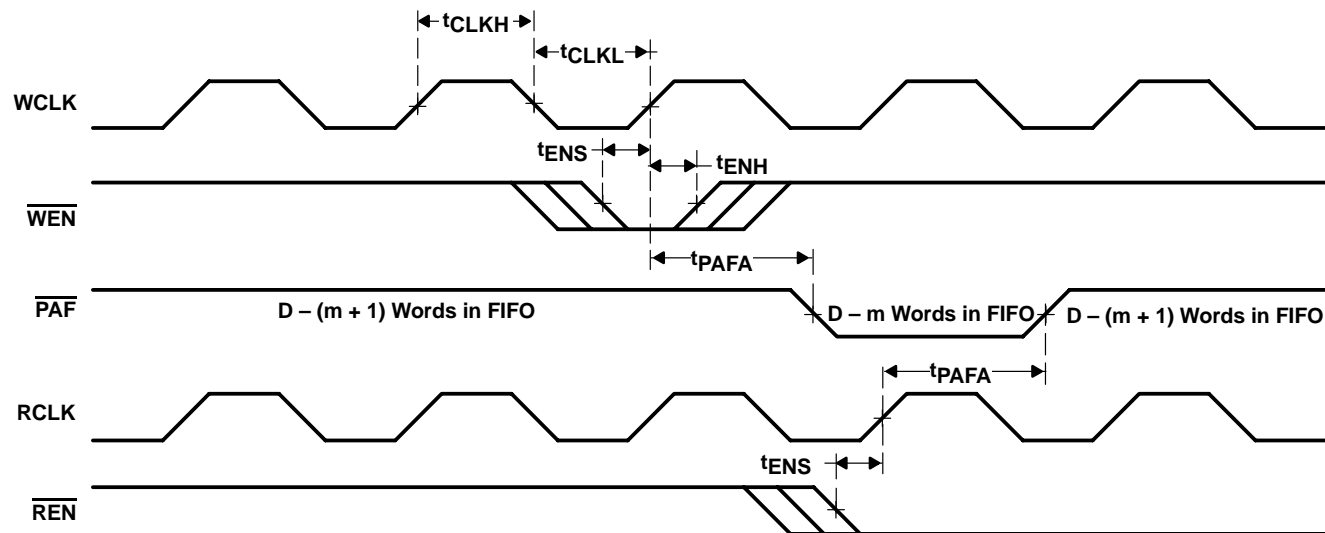 tCLKH
tCLKL
WCLK
tENS
tENH
WEN
tPAFA
PAF
D – (m + 1) Words in FIFO
D – m Words in FIFO
D – (m + 1) Words in FIFO
tPAFA
RCLK
tENS
REN